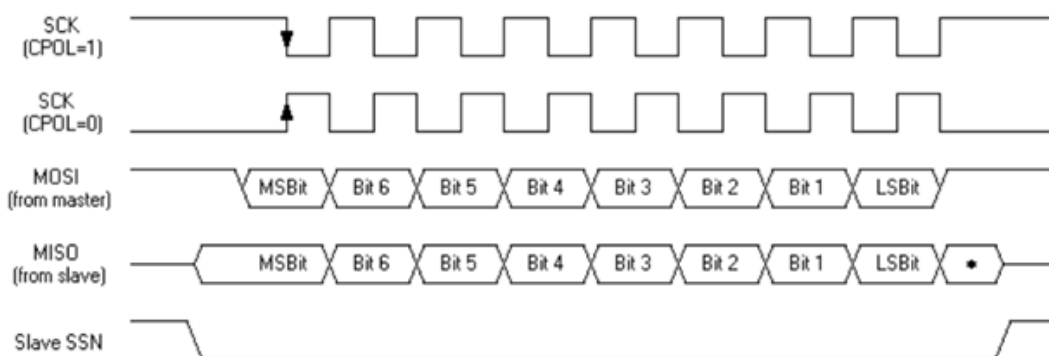 SCK
(CPOL=1)
SCK
(CPOL=0)
MOSI
(from master)
MSBit Bit 6 Bit 5 Bit 4 Bit 3 Bit 2 Bit 1 LSBit
MISO
(from slave)
MSBit Bit 6 Bit 5 Bit 4 Bit 3 Bit 2 Bit 1 LSBit *
Slave SSN